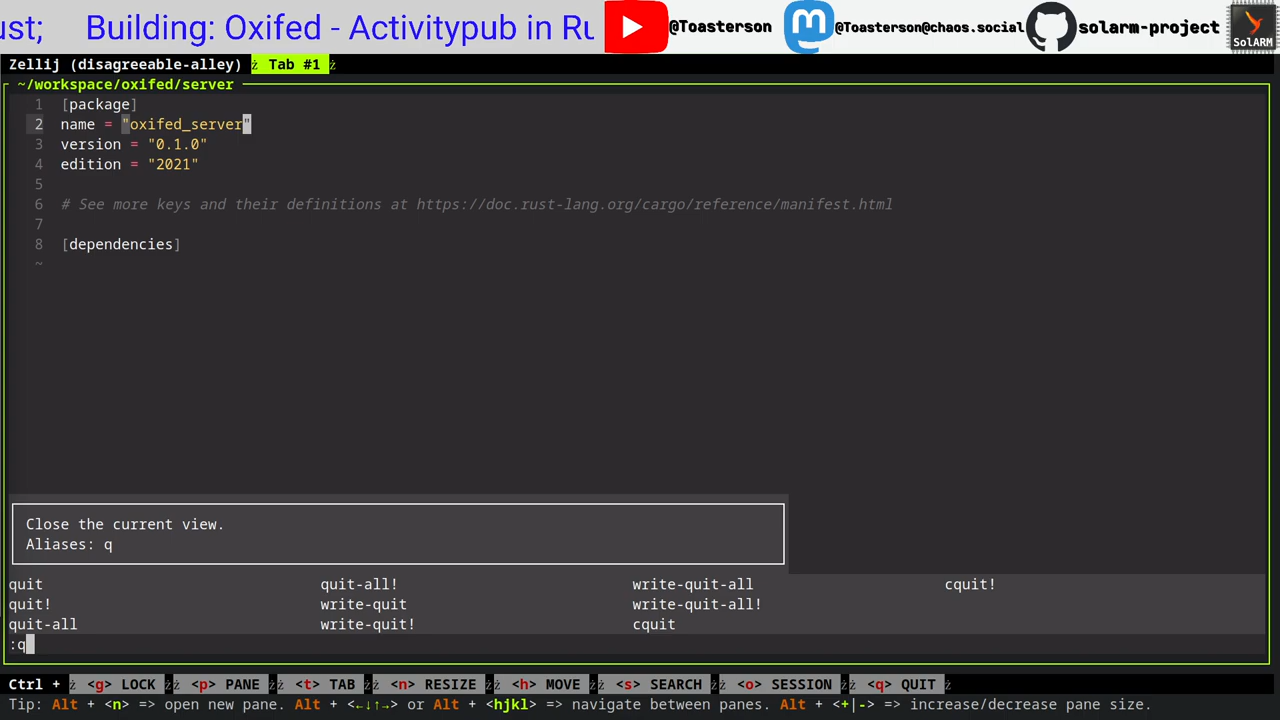 ust; Building: Oxifed - Activitypub in Ru
@Toasterson
@Toasterson@chaos.social
solarm-project
SolARM
Zellij (disagreeable-alley) Tab #1
~/workspace/oxifed/server
1 [package]
2 name = "oxifed_server"
3 version = "0.1.0"
4 edition = "2021"
5
6 # See more keys and their definitions at https://doc.rust-lang.org/cargo/reference/manifest.html
7
8 [dependencies]
~
Close the current view.
Aliases: q
quit quit-all! write-quit-all cquit!
quit! write-quit write-quit-all!
quit-all write-quit! cquit
:q
Ctrl + <g> LOCK <p> PANE <t> TAB <n> RESIZE <h> MOVE <s> SEARCH <o> SESSION <q> QUIT
Tip: Alt + <n> => open new pane. Alt + <←↓↑→> or Alt + <hjkl> => navigate between panes. Alt + <+|-> => increase/decrease pane size.